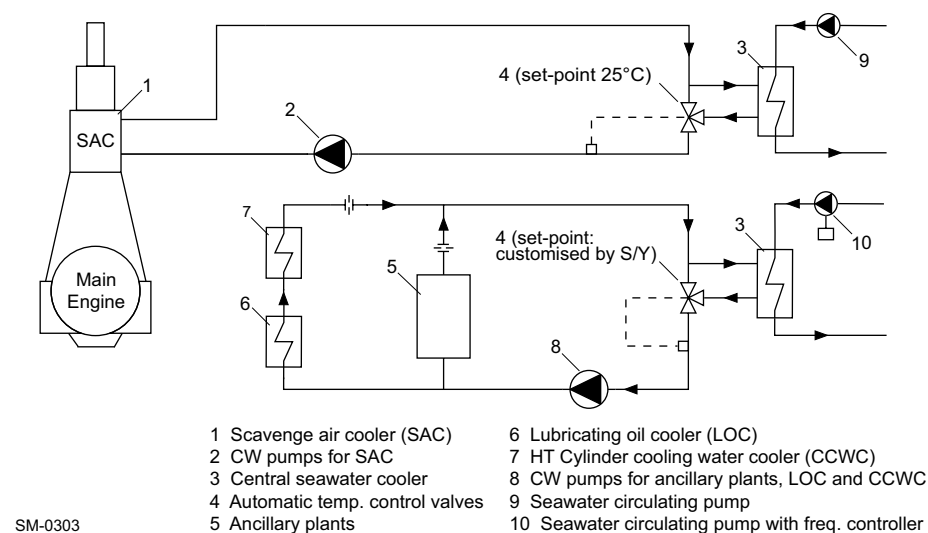 1
SAC
2
4 (set-point 25°C)
3
9
7
6
5
4 (set-point:
customised by S/Y)
3
10
8
Main
Engine
1 Scavenge air cooler (SAC)
2 CW pumps for SAC
3 Central seawater cooler
4 Automatic temp. control valves
5 Ancillary plants
6 Lubricating oil cooler (LOC)
7 HT Cylinder cooling water cooler (CCWC)
8 CW pumps for ancillary plants, LOC and CCWC
9 Seawater circulating pump
10 Seawater circulating pump with freq. controller
SM-0303